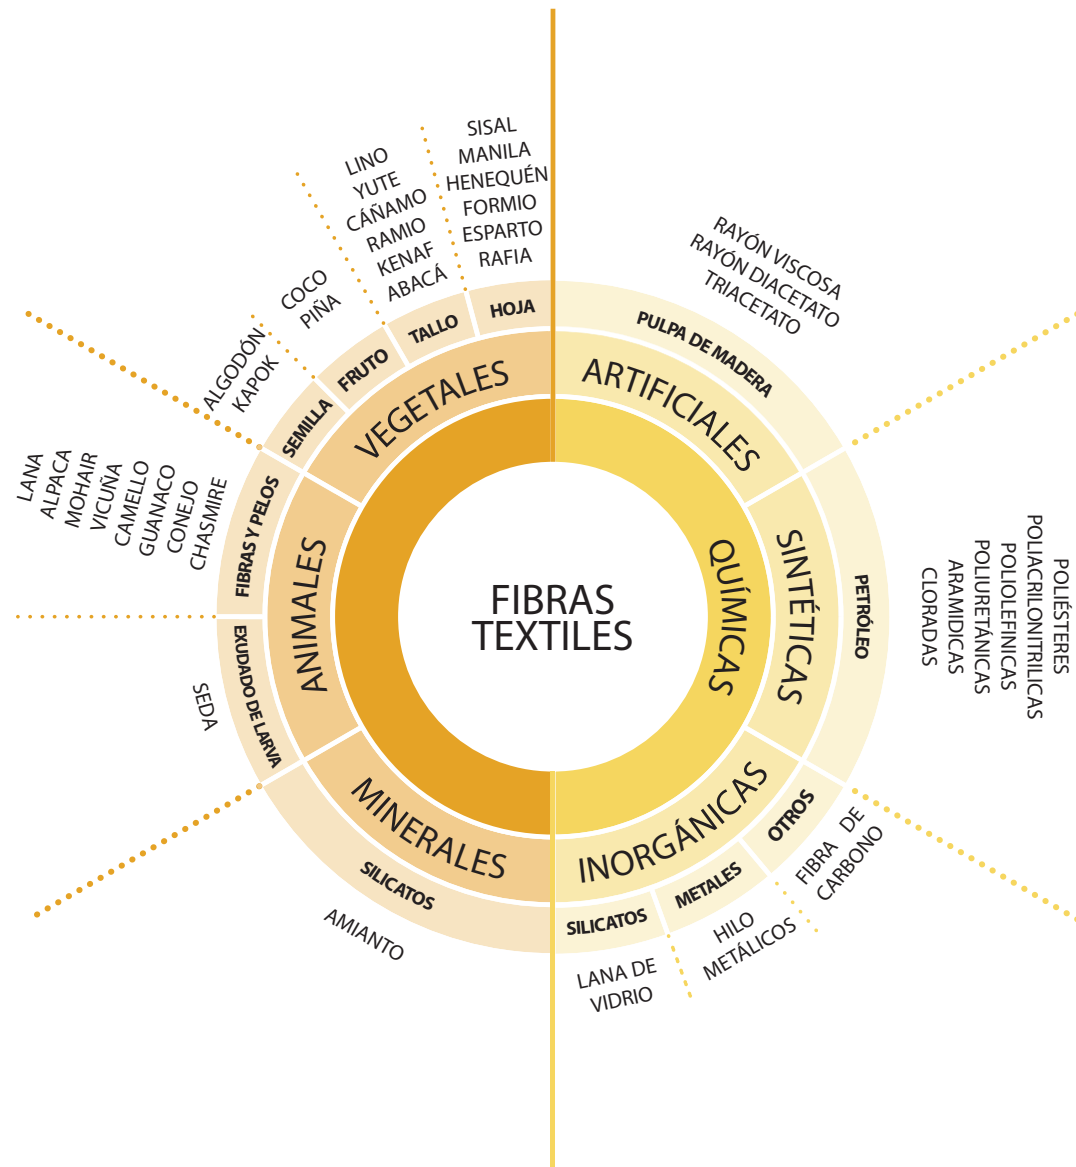 FIBRAS
TEXTILES
VEGETALES
HOJA
SISAL
MANILA
HENEQUÉN
FORMIO
ESPARTO
RAFIA
TALLO
LINO
YUTE
CÁÑAMO
RAMIO
KENAF
ABACÁ
FRUTO
COCO
PIÑA
SEMILLA
ALGODÓN
KAPOK
ANIMALES
FIBRAS Y PELOS
LANA
ALPACA
MOHAIR
VICUÑA
CAMELLO
GUANACO
CONEJO
CHASMIRE
EXUDADO DE LARVA
SEDA
MINERALES
SILICATOS
AMIANTO
QUÍMICAS
ARTIFICIALES
PULPA DE MADERA
RAYÓN VISCOSA
RAYÓN DIACETATO
TRIACETATO
SINTÉTICAS
PETRÓLEO
POLIÉSTERES
POLIACRILONITRILICAS
POLIOLEFINICAS
POLIURETÁNICAS
ARAMIDICAS
CLORADAS
INORGÁNICAS
OTROS
FIBRA DE
CARBONO
METALES
HILO
METÁLICOS
SILICATOS
LANA DE
VIDRIO